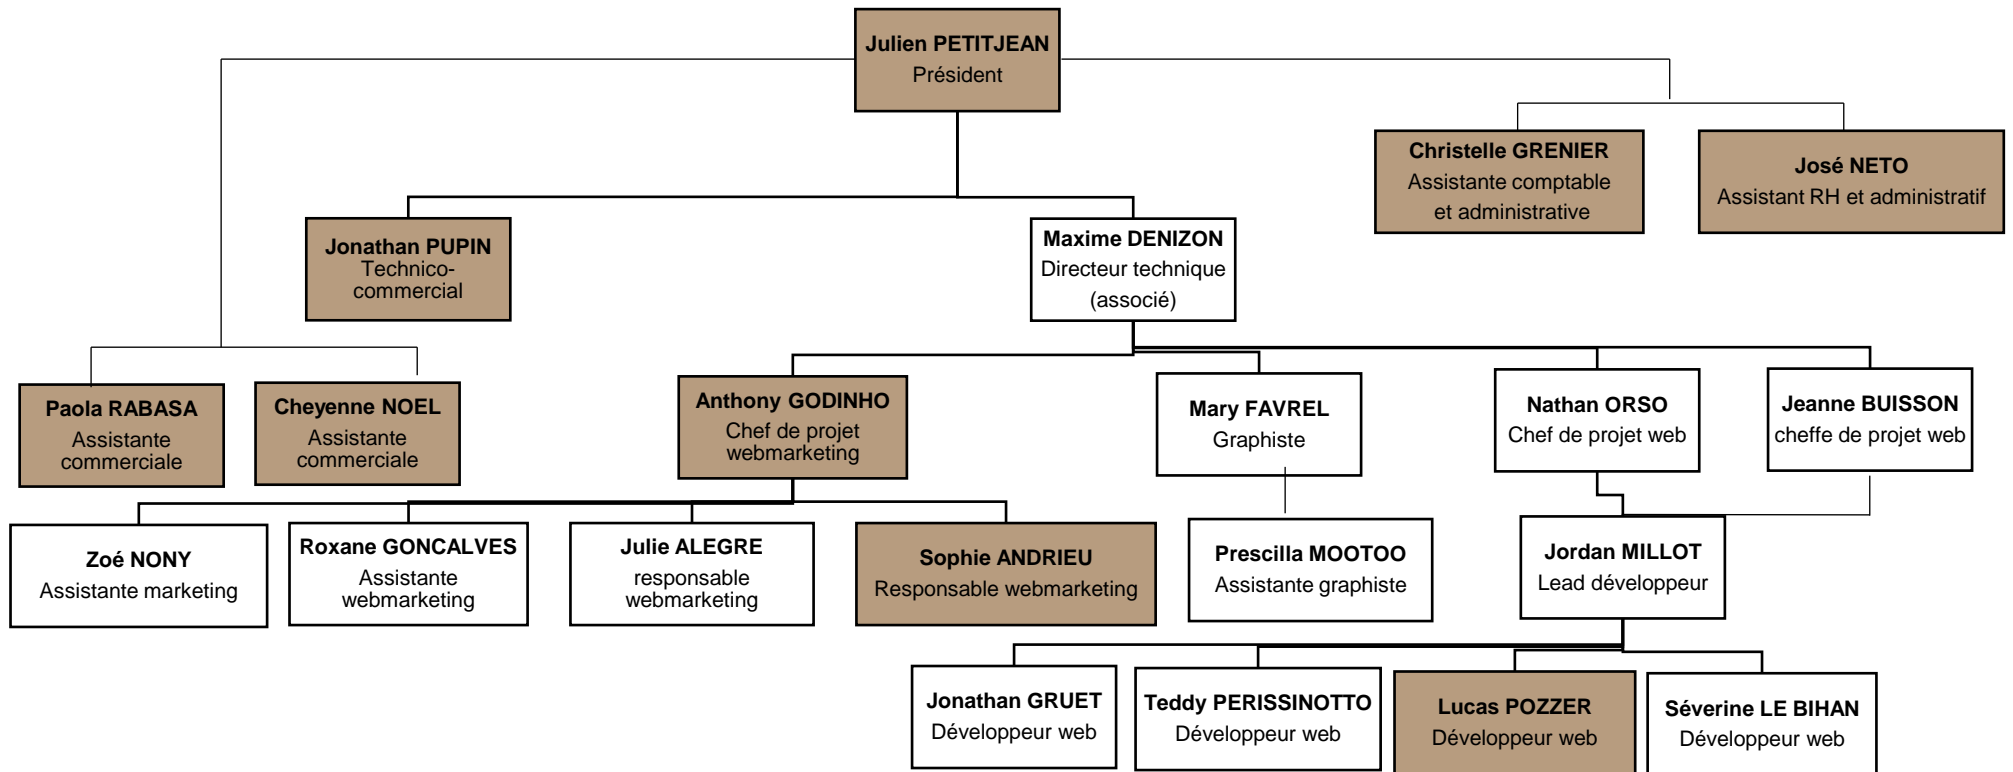 Julien PETITJEAN
Président
Christelle GRENIER
Assistante comptable
et administrative
José NETO
Assistant RH et administratif
Jonathan PUPIN
Technico-
commercial
Maxime DENIZON
Directeur technique
(associé)
Paola RABASA
Assistante
commerciale
Cheyenne NOEL
Assistante
commerciale
Anthony GODINHO
Chef de projet
webmarketing
Mary FAVREL
Graphiste
Nathan ORSO
Chef de projet web
Jeanne BUISSON
cheffe de projet web
Zoé NONY
Assistante marketing
Roxane GONCALVES
Assistante
webmarketing
Julie ALEGRE
responsable
webmarketing
Sophie ANDRIEU
Responsable webmarketing
Prescilla MOOTOO
Assistante graphiste
Jordan MILLOT
Lead développeur
Jonathan GRUET
Développeur web
Teddy PERISSINOTTO
Développeur web
Lucas POZZER
Développeur web
Séverine LE BIHAN
Développeur web